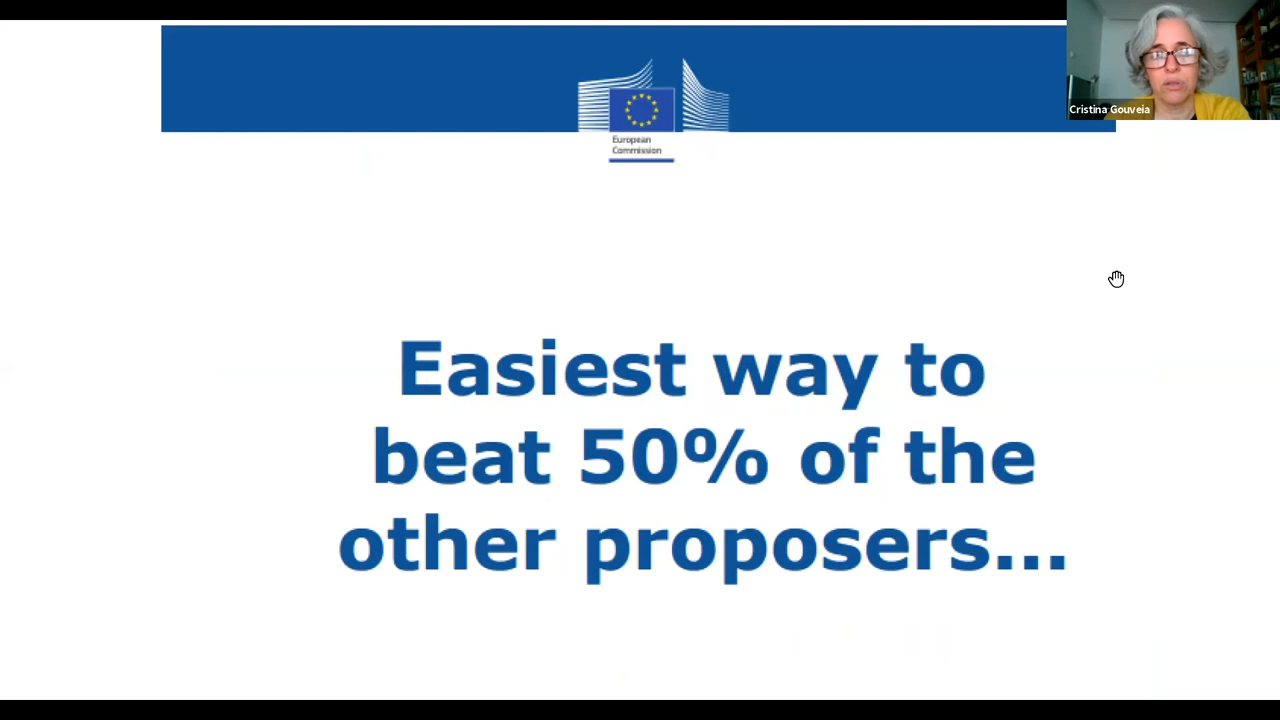 Cristina Gouveia
European
Commission
Easiest way to
beat 50% of the
other proposers...